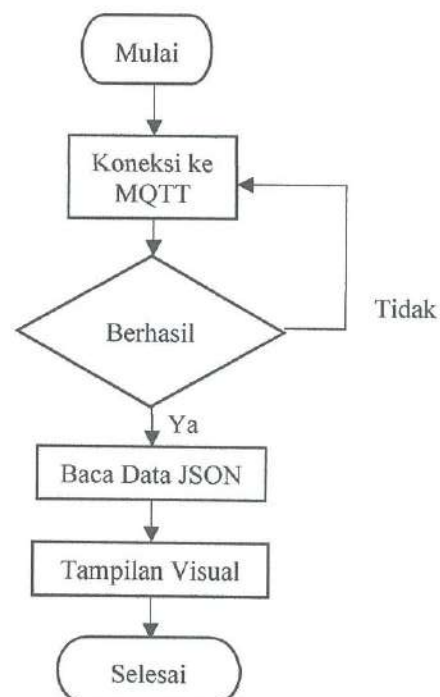 Mulai
Koneksi ke
MQTT
Berhasil
Tidak
Ya
Baca Data JSON
Tampilan Visual
Selesai